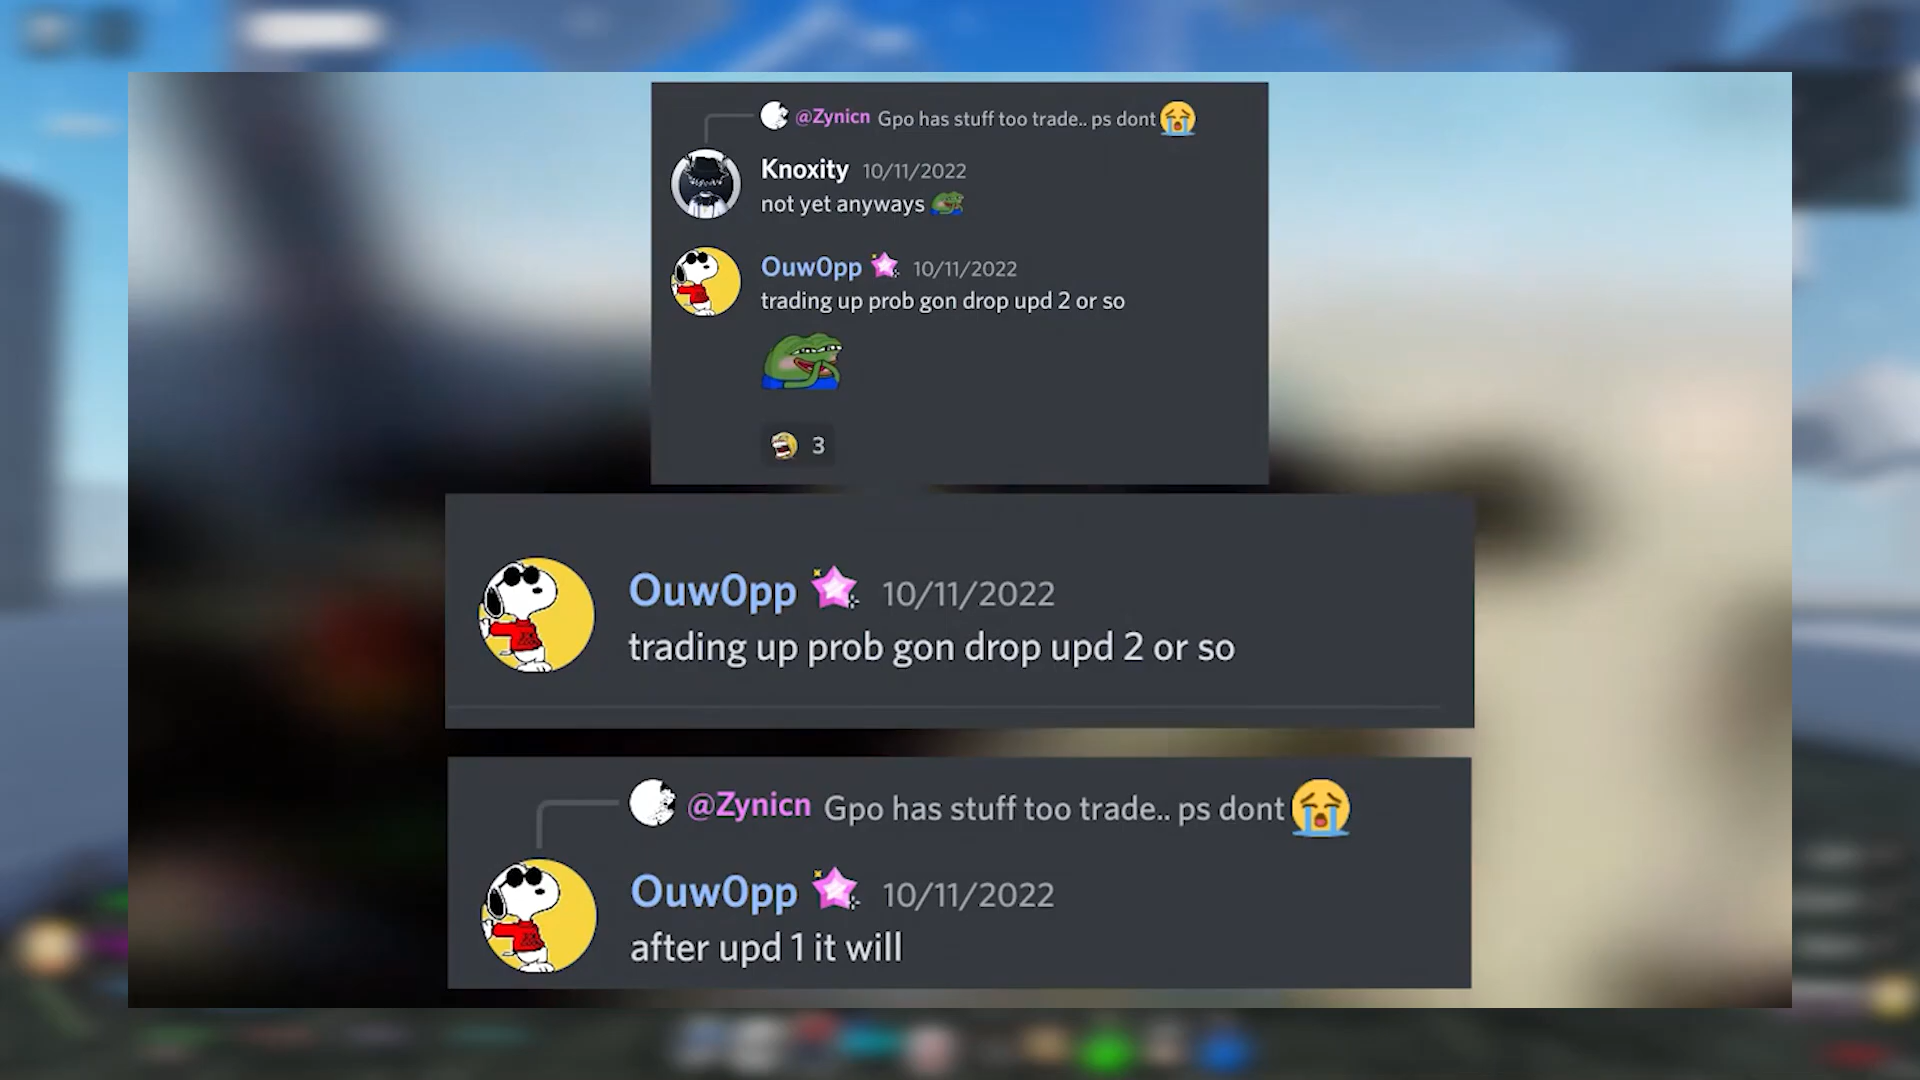 @Zynicn Gpo has stuff too trade.. ps dont
Knoxity 10/11/2022
not yet anyways
OuwOpp 10/11/2022
trading up prob gon drop upd 2 or so
3
OuwOpp 10/11/2022
trading up prob gon drop upd 2 or so
@Zynicn Gpo has stuff too trade.. ps dont
OuwOpp 10/11/2022
after upd 1 it will